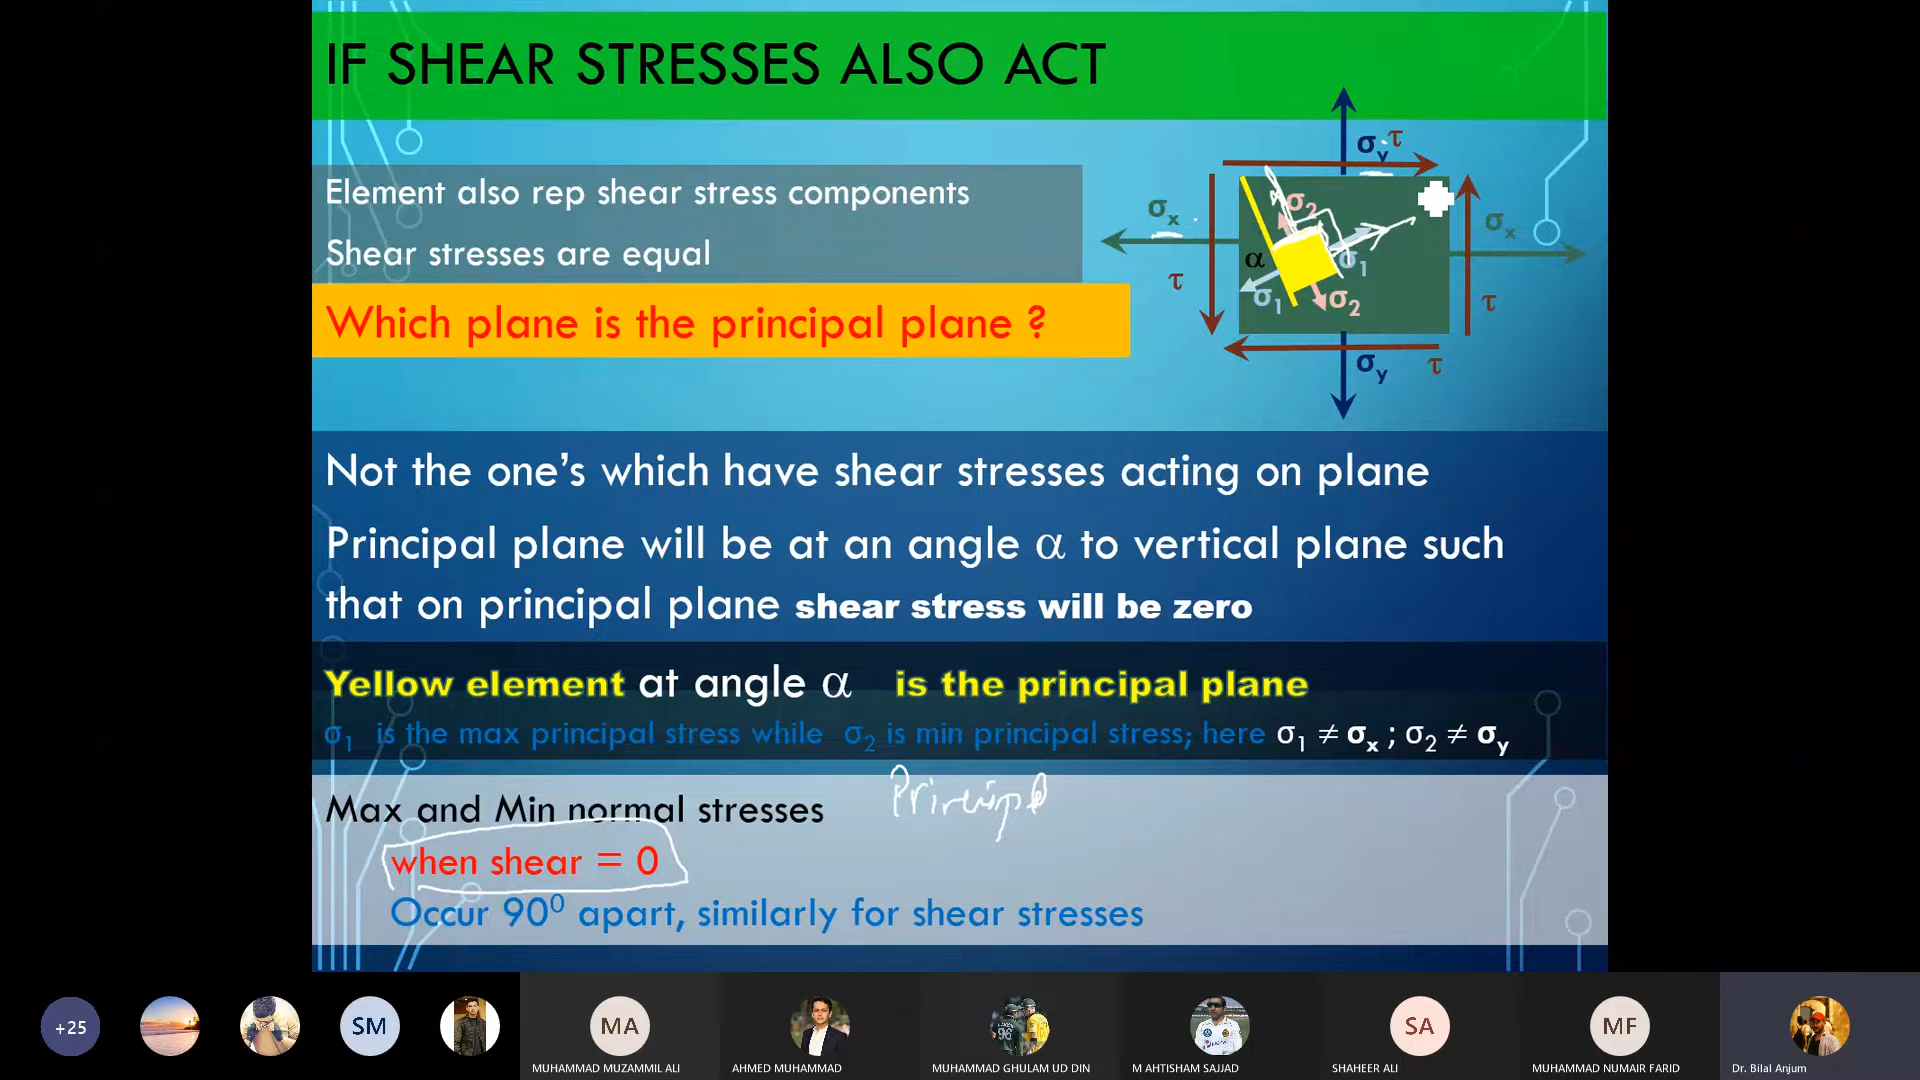 IF SHEAR STRESSES ALSO ACT
Element also rep shear stress components
Shear stresses are equal
Which plane is the principal plane ?
σy τ
σx
σx
σ2
α
σ1
σ1
σ2
τ
τ
σy
τ
Not the one’s which have shear stresses acting on plane
Principal plane will be at an angle α to vertical plane such
that on principal plane shear stress will be zero
Yellow element at angle α is the principal plane
σ1 is the max principal stress while σ2 is min principal stress; here σ1 ≠ σx ; σ2 ≠ σy
Max and Min normal stresses
Principal
when shear = 0
Occur 90⁰ apart, similarly for shear stresses
+25
SM
MA
SA
MF
MUHAMMAD MUZAMMIL ALI
AHMED MUHAMMAD
MUHAMMAD GHULAM UD DIN
M AHTISHAM SAJJAD
SHAHEER ALI
MUHAMMAD NUMAIR FARID
Dr. Bilal Anjum